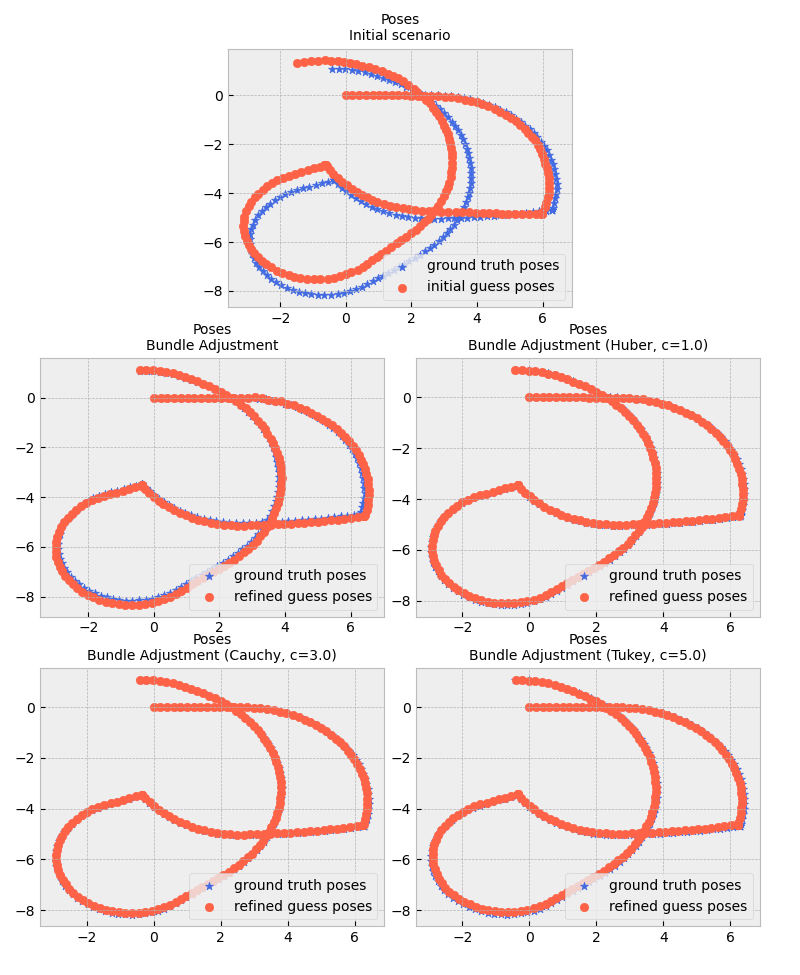 Poses
Initial scenario
0
−2
−4
−6
−8
−2
0
2
4
6
ground truth poses
initial guess poses
Poses
Bundle Adjustment
0
−2
−4
−6
−8
−2
0
2
4
6
ground truth poses
refined guess poses
Poses
Bundle Adjustment (Huber, c=1.0)
0
−2
−4
−6
−8
−2
0
2
4
6
ground truth poses
refined guess poses
Poses
Bundle Adjustment (Cauchy, c=3.0)
0
−2
−4
−6
−8
−2
0
2
4
6
ground truth poses
refined guess poses
Poses
Bundle Adjustment (Tukey, c=5.0)
0
−2
−4
−6
−8
−2
0
2
4
6
ground truth poses
refined guess poses